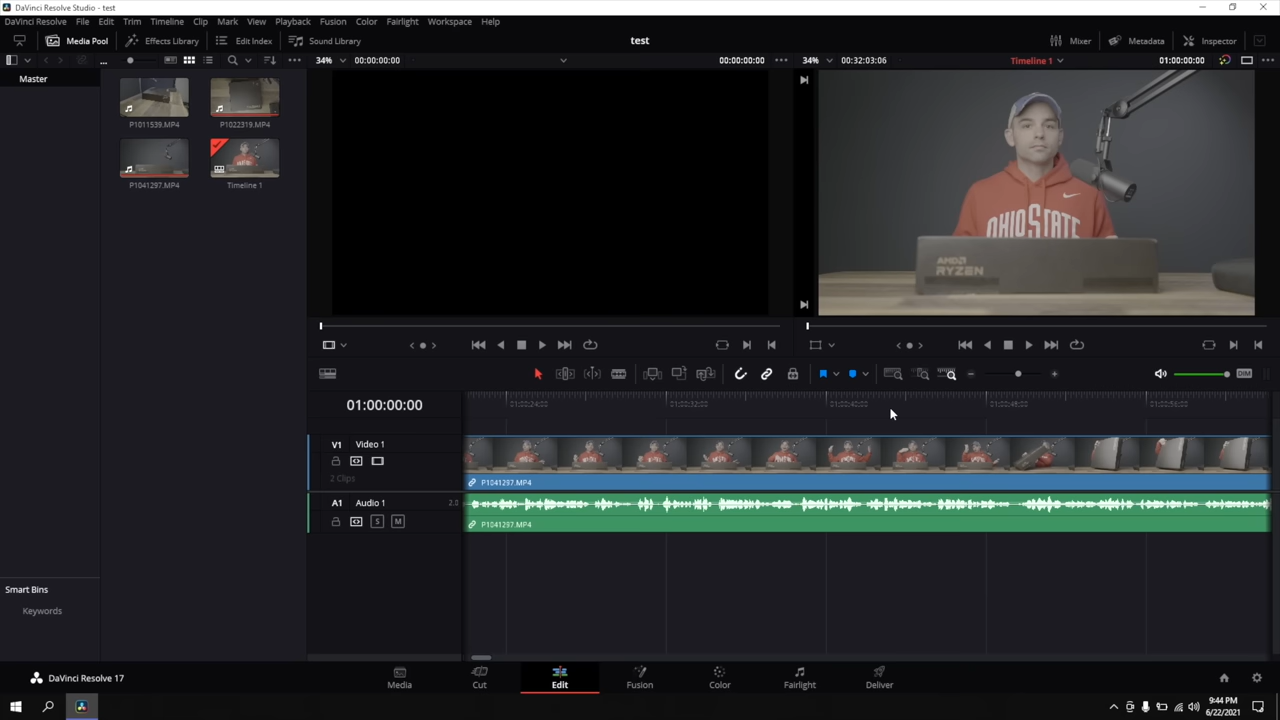 DaVinci Resolve Studio - test
DaVinci Resolve File Edit Trim Timeline Clip Mark View Playback Fusion Color Fairlight Workspace Help
Media Pool Effects Library Edit Index Sound Library test Mixer Metadata Inspector
34% 00:00:00:00 00:00:00:00 34% 00:32:03:06 Timeline 1 01:00:00:00
Master
P1011539.MP4 P1022319.MP4
P1041297.MP4 Timeline 1
OHIO STATE
AMD
RYZEN
DIM
01:00:00:00
V1 Video 1
2 Clips
P1041297.MP4
A1 Audio 1 2.0
S M
P1041297.MP4
Smart Bins
Keywords
DaVinci Resolve 17
Media Cut Edit Fusion Color Fairlight Deliver
9:44 PM
6/22/2021